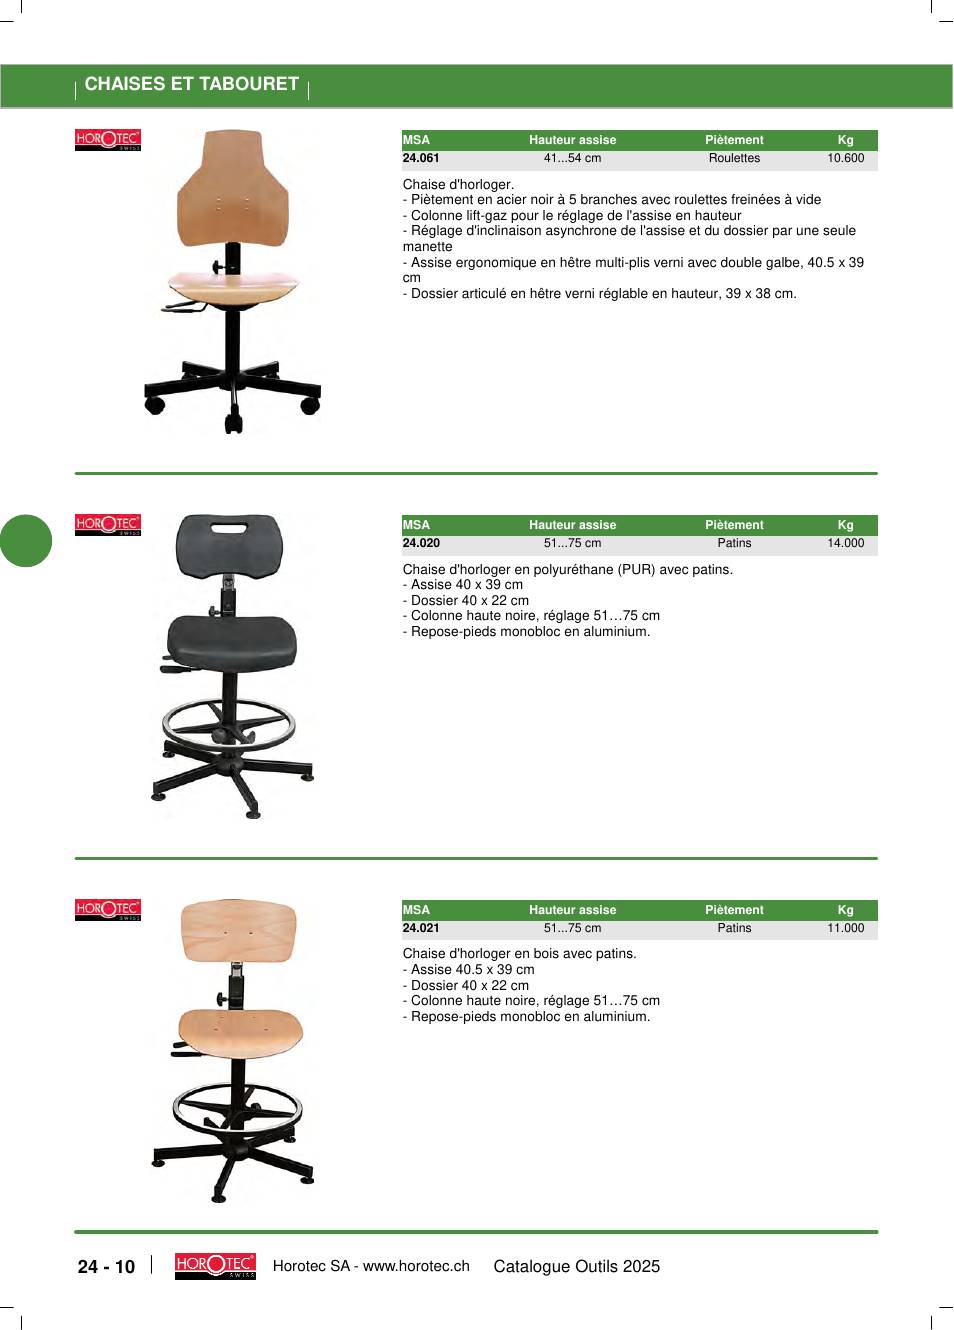 CHAISES ET TABOURET
HOROTEC®
SWISS
MSA Hauteur assise Piètement Kg
24.061 41...54 cm Roulettes 10.600
Chaise d'horloger.
- Piètement en acier noir à 5 branches avec roulettes freinées à vide
- Colonne lift-gaz pour le réglage de l'assise en hauteur
- Réglage d'inclinaison asynchrone de l'assise et du dossier par une seule
manette
- Assise ergonomique en hêtre multi-plis verni avec double galbe, 40.5 x 39
cm
- Dossier articulé en hêtre verni réglable en hauteur, 39 x 38 cm.
HOROTEC®
SWISS
MSA Hauteur assise Piètement Kg
24.020 51...75 cm Patins 14.000
Chaise d'horloger en polyuréthane (PUR) avec patins.
- Assise 40 x 39 cm
- Dossier 40 x 22 cm
- Colonne haute noire, réglage 51…75 cm
- Repose-pieds monobloc en aluminium.
HOROTEC®
SWISS
MSA Hauteur assise Piètement Kg
24.021 51...75 cm Patins 11.000
Chaise d'horloger en bois avec patins.
- Assise 40.5 x 39 cm
- Dossier 40 x 22 cm
- Colonne haute noire, réglage 51…75 cm
- Repose-pieds monobloc en aluminium.
24 - 10 HOROTEC® SWISS Horotec SA - www.horotec.ch Catalogue Outils 2025